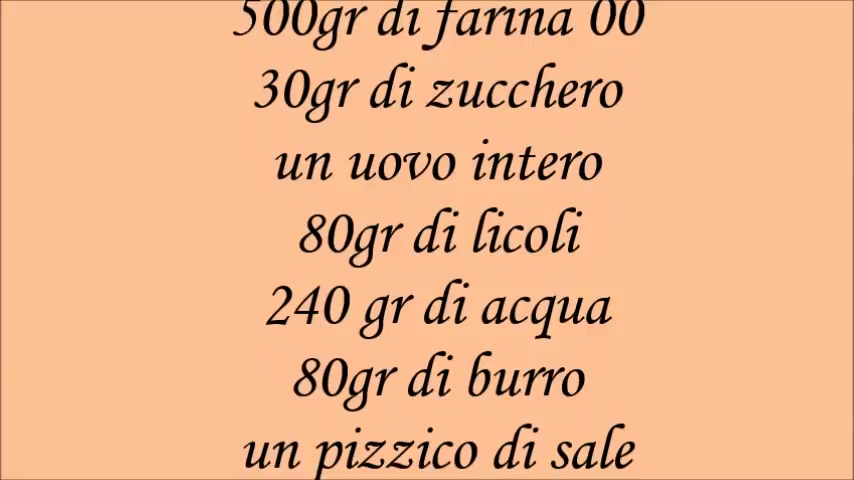 500gr di farina 00
30gr di zucchero
un uovo intero
80gr di licoli
240 gr di acqua
80gr di burro
un pizzico di sale